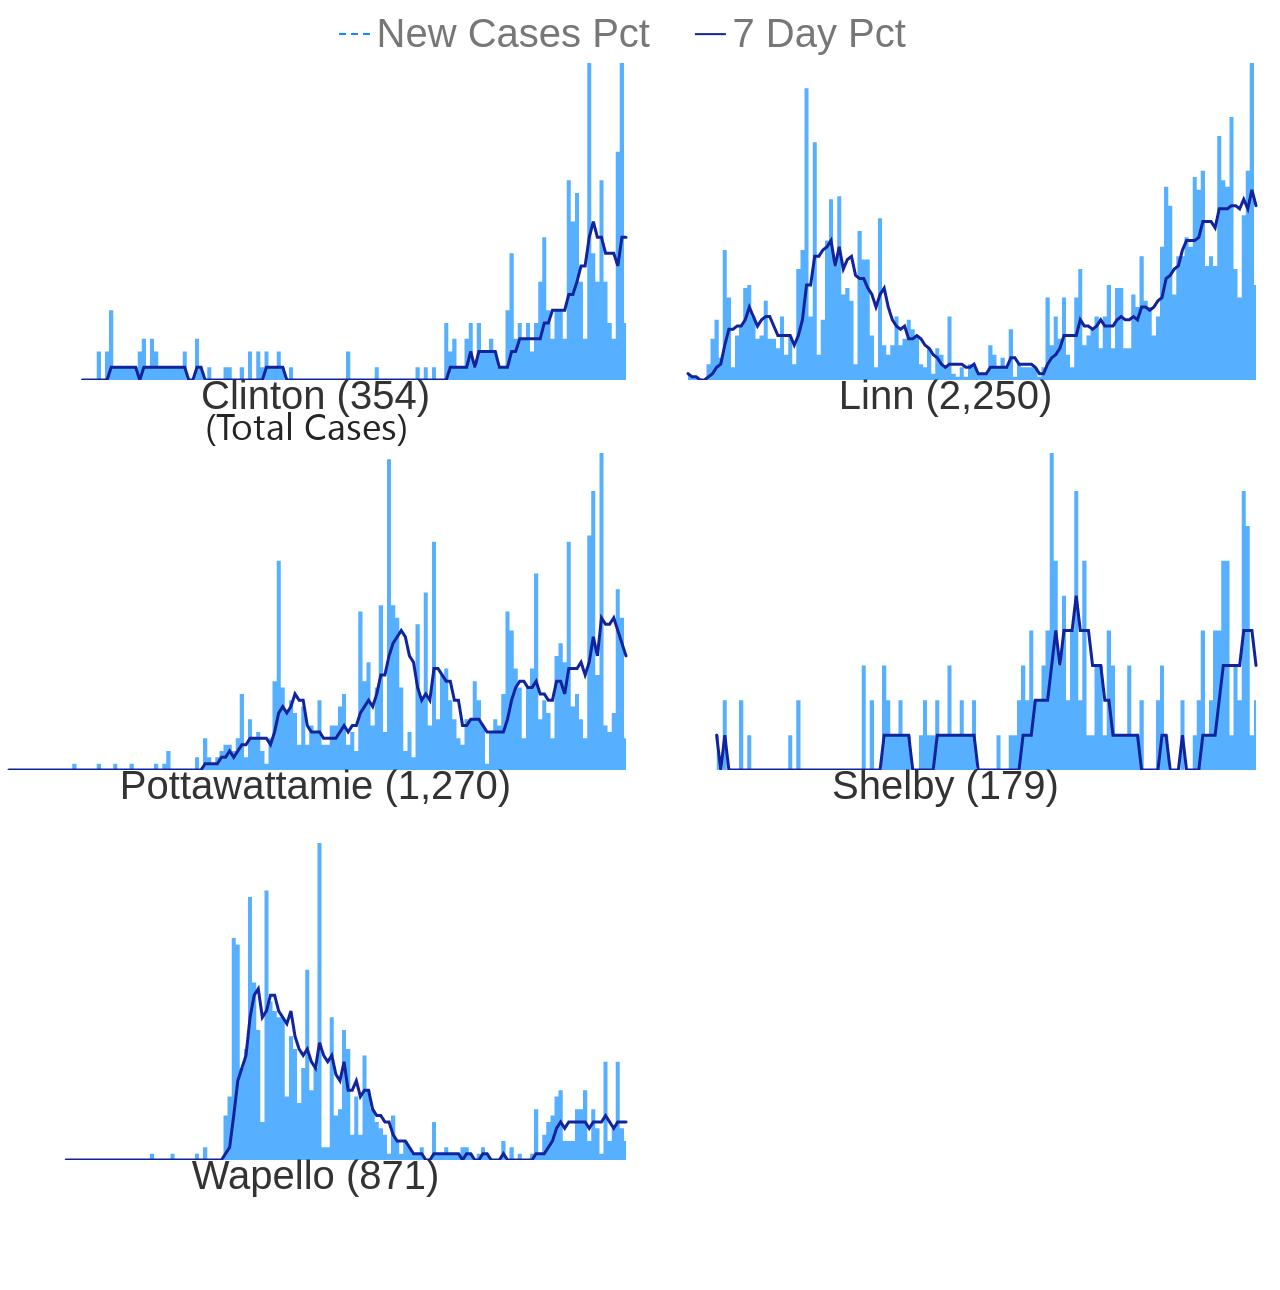 New Cases Pct 7 Day Pct
Clinton (354)
(Total Cases)
Linn (2,250)
Pottawattamie (1,270)
Shelby (179)
Wapello (871)